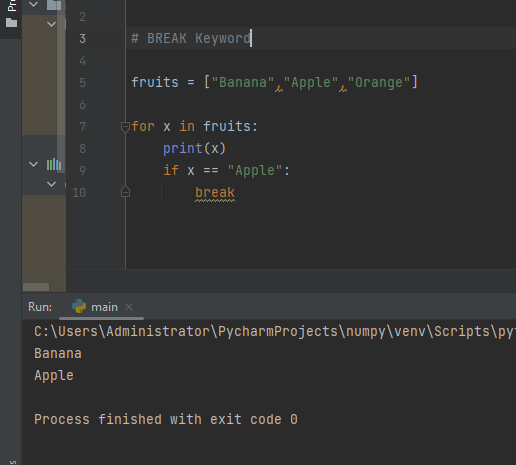 Pr
2
3 # BREAK Keyword
4
5 fruits = ["Banana","Apple","Orange"]
6
7 for x in fruits:
8 print(x)
9 if x == "Apple":
10 break
Run: main
C:\Users\Administrator\PycharmProjects\numpy\venv\Scripts\pyt
Banana
Apple
Process finished with exit code 0
s